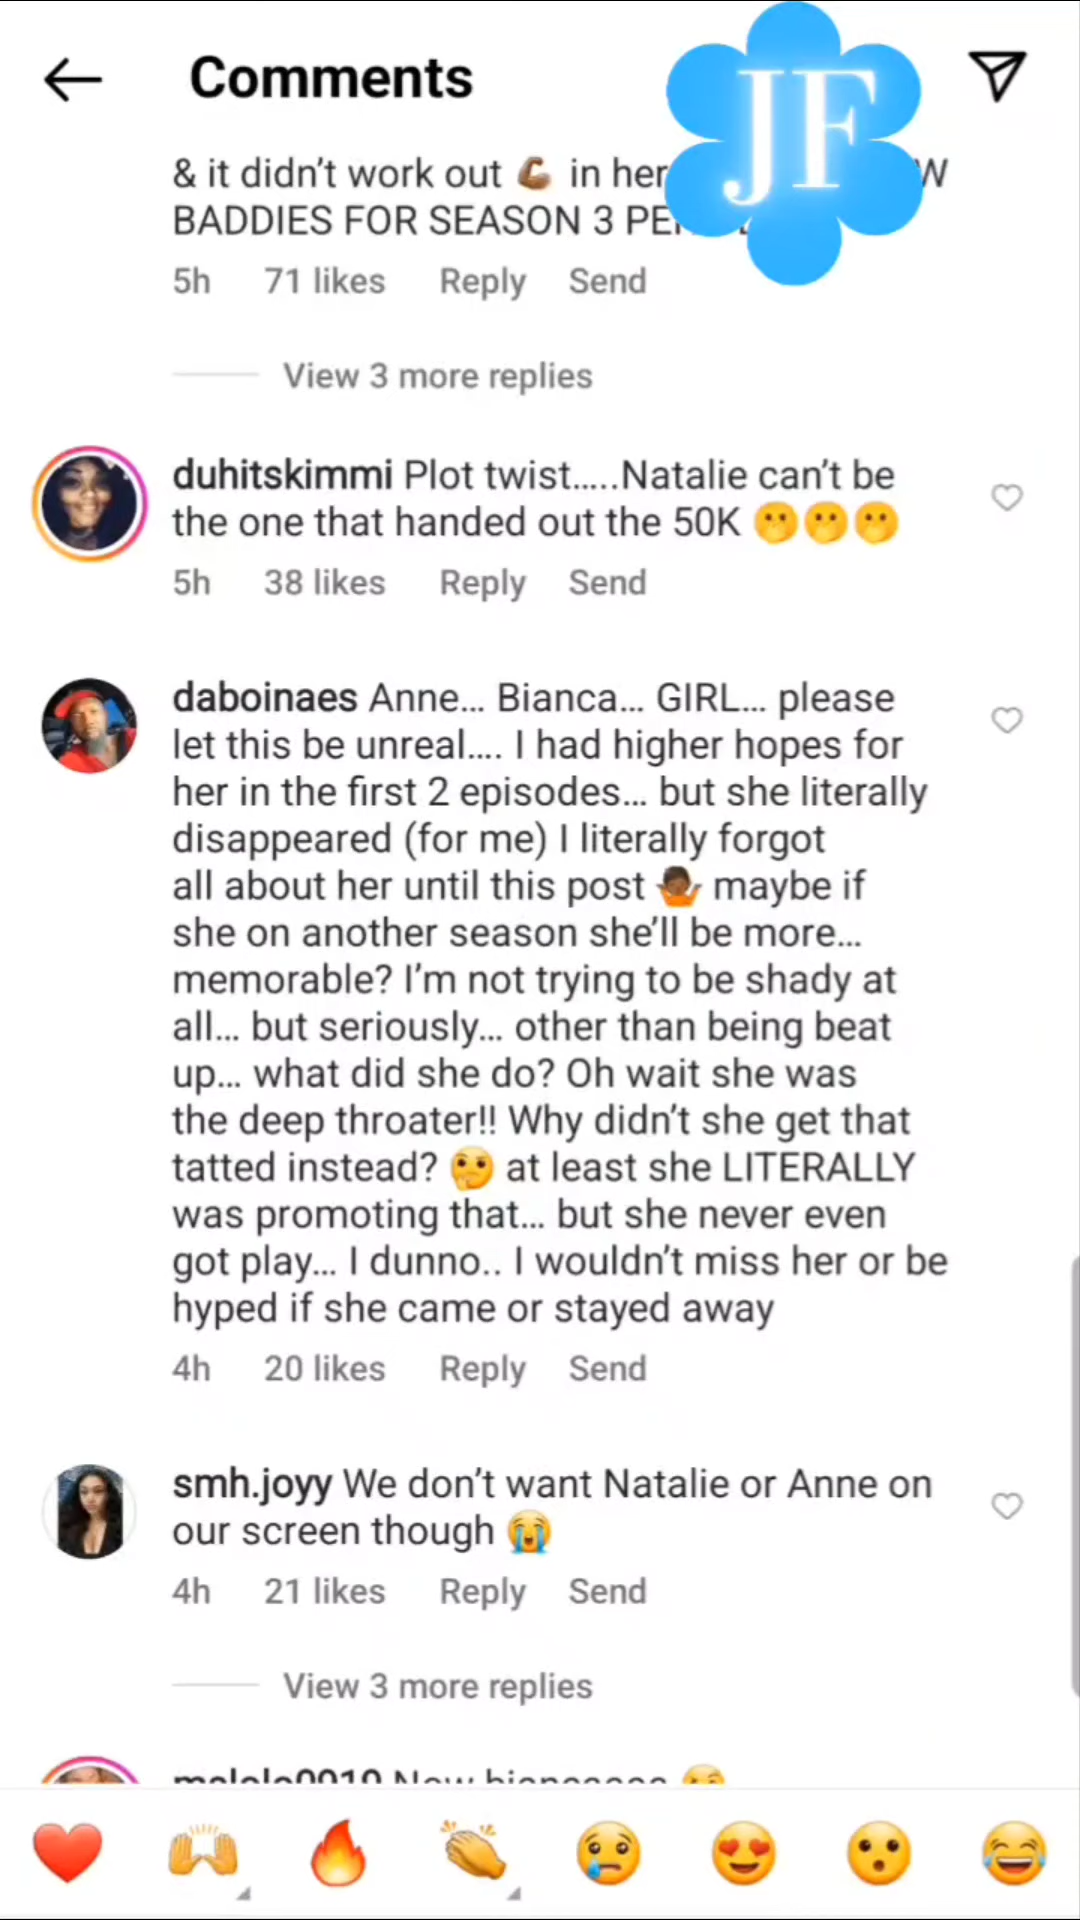 Comments
JF
& it didn't work out 💪🏾 in her W
BADDIES FOR SEASON 3
5h 71 likes Reply Send
View 3 more replies
duhitskimmi Plot twist.....Natalie can't be
the one that handed out the 50K 🫢🫢🫢
5h 38 likes Reply Send
daboinaes Anne... Bianca... GIRL... please
let this be unreal.... I had higher hopes for
her in the first 2 episodes... but she literally
disappeared (for me) I literally forgot
all about her until this post 🤷🏾 maybe if
she on another season she'll be more...
memorable? I'm not trying to be shady at
all... but seriously... other than being beat
up... what did she do? Oh wait she was
the deep throater!! Why didn't she get that
tatted instead? 🤔 at least she LITERALLY
was promoting that... but she never even
got play... I dunno.. I wouldn't miss her or be
hyped if she came or stayed away
4h 20 likes Reply Send
smh.joyy We don't want Natalie or Anne on
our screen though 😭
4h 21 likes Reply Send
View 3 more replies